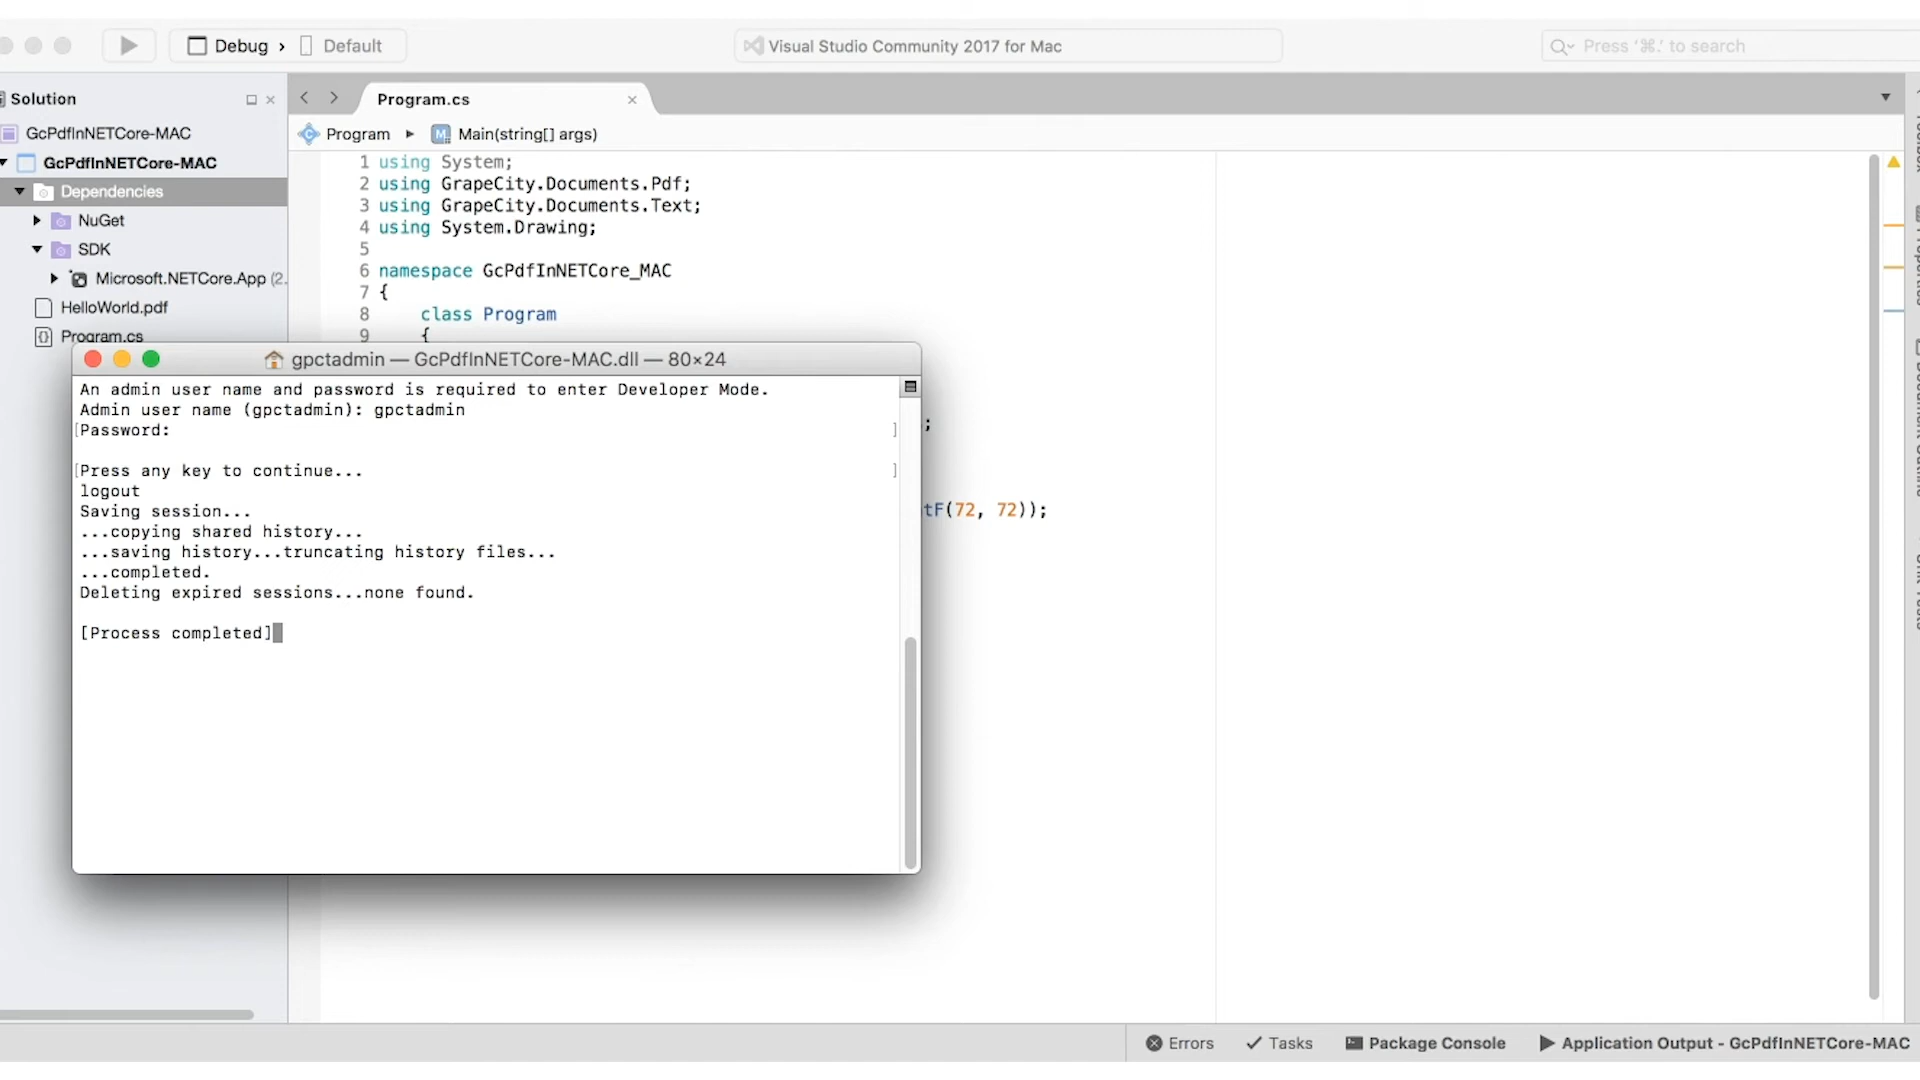 Debug › Default
Visual Studio Community 2017 for Mac
Press '⌘.' to search
Solution
GcPdfInNETCore-MAC
GcPdfInNETCore-MAC
Dependencies
NuGet
SDK
Microsoft.NETCore.App (2.
HelloWorld.pdf
Program.cs
Program.cs
Program ▸ Main(string[] args)
1 using System;
2 using GrapeCity.Documents.Pdf;
3 using GrapeCity.Documents.Text;
4 using System.Drawing;
5
6 namespace GcPdfInNETCore_MAC
7 {
8 class Program
9 {
;
tF(72, 72));
gpctadmin — GcPdfInNETCore-MAC.dll — 80×24
An admin user name and password is required to enter Developer Mode.
Admin user name (gpctadmin): gpctadmin
[Password: ]
[Press any key to continue... ]
logout
Saving session...
...copying shared history...
...saving history...truncating history files...
...completed.
Deleting expired sessions...none found.
[Process completed]
Errors
Tasks
Package Console
Application Output - GcPdfInNETCore-MAC